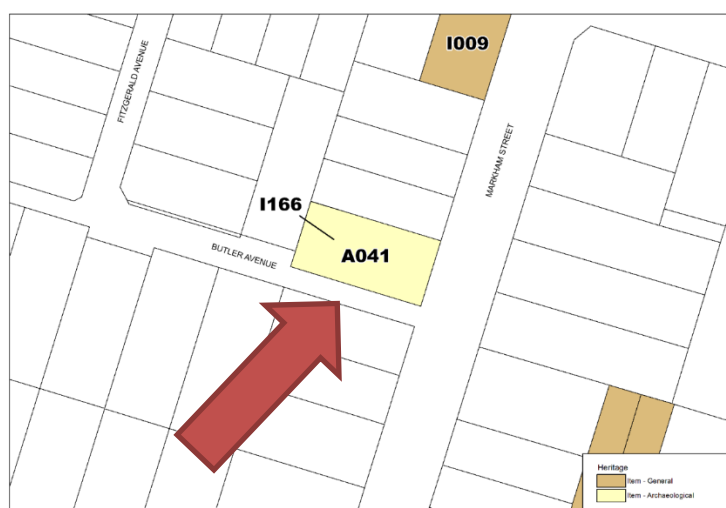 I009
FITZGERALD AVENUE
MARKHAM STREET
I166
A041
BUTLER AVENUE
Heritage
Item - General
Item - Archaeological